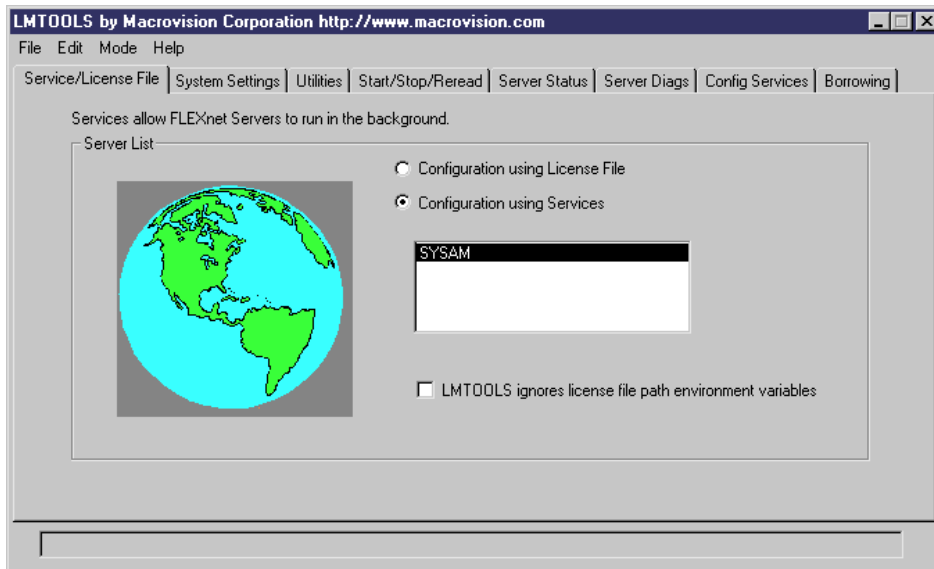 LMTOOLS by Macrovision Corporation http://www.macrovision.com
File Edit Mode Help
Service/License File System Settings Utilities Start/Stop/Reread Server Status Server Diags Config Services Borrowing
Services allow FLEXnet Servers to run in the background.
Server List
Configuration using License File
Configuration using Services
SYSAM
LMTOOLS ignores license file path environment variables